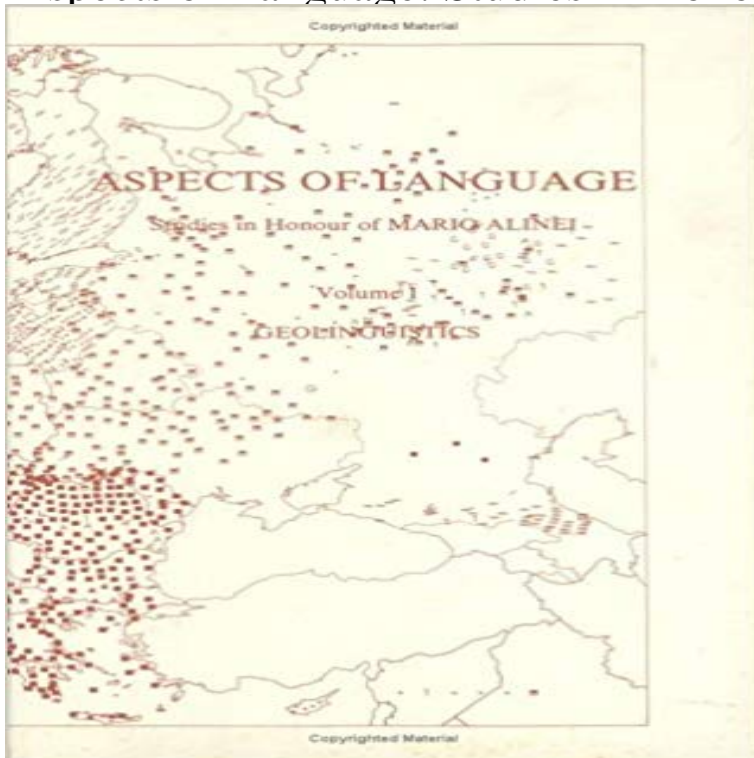 Copyrighted Material
ASPECTS OF LANGUAGE
Studies in Honour of MARIO ALINEI
Volume I
GEOLINGUISTICS
Copyrighted Material